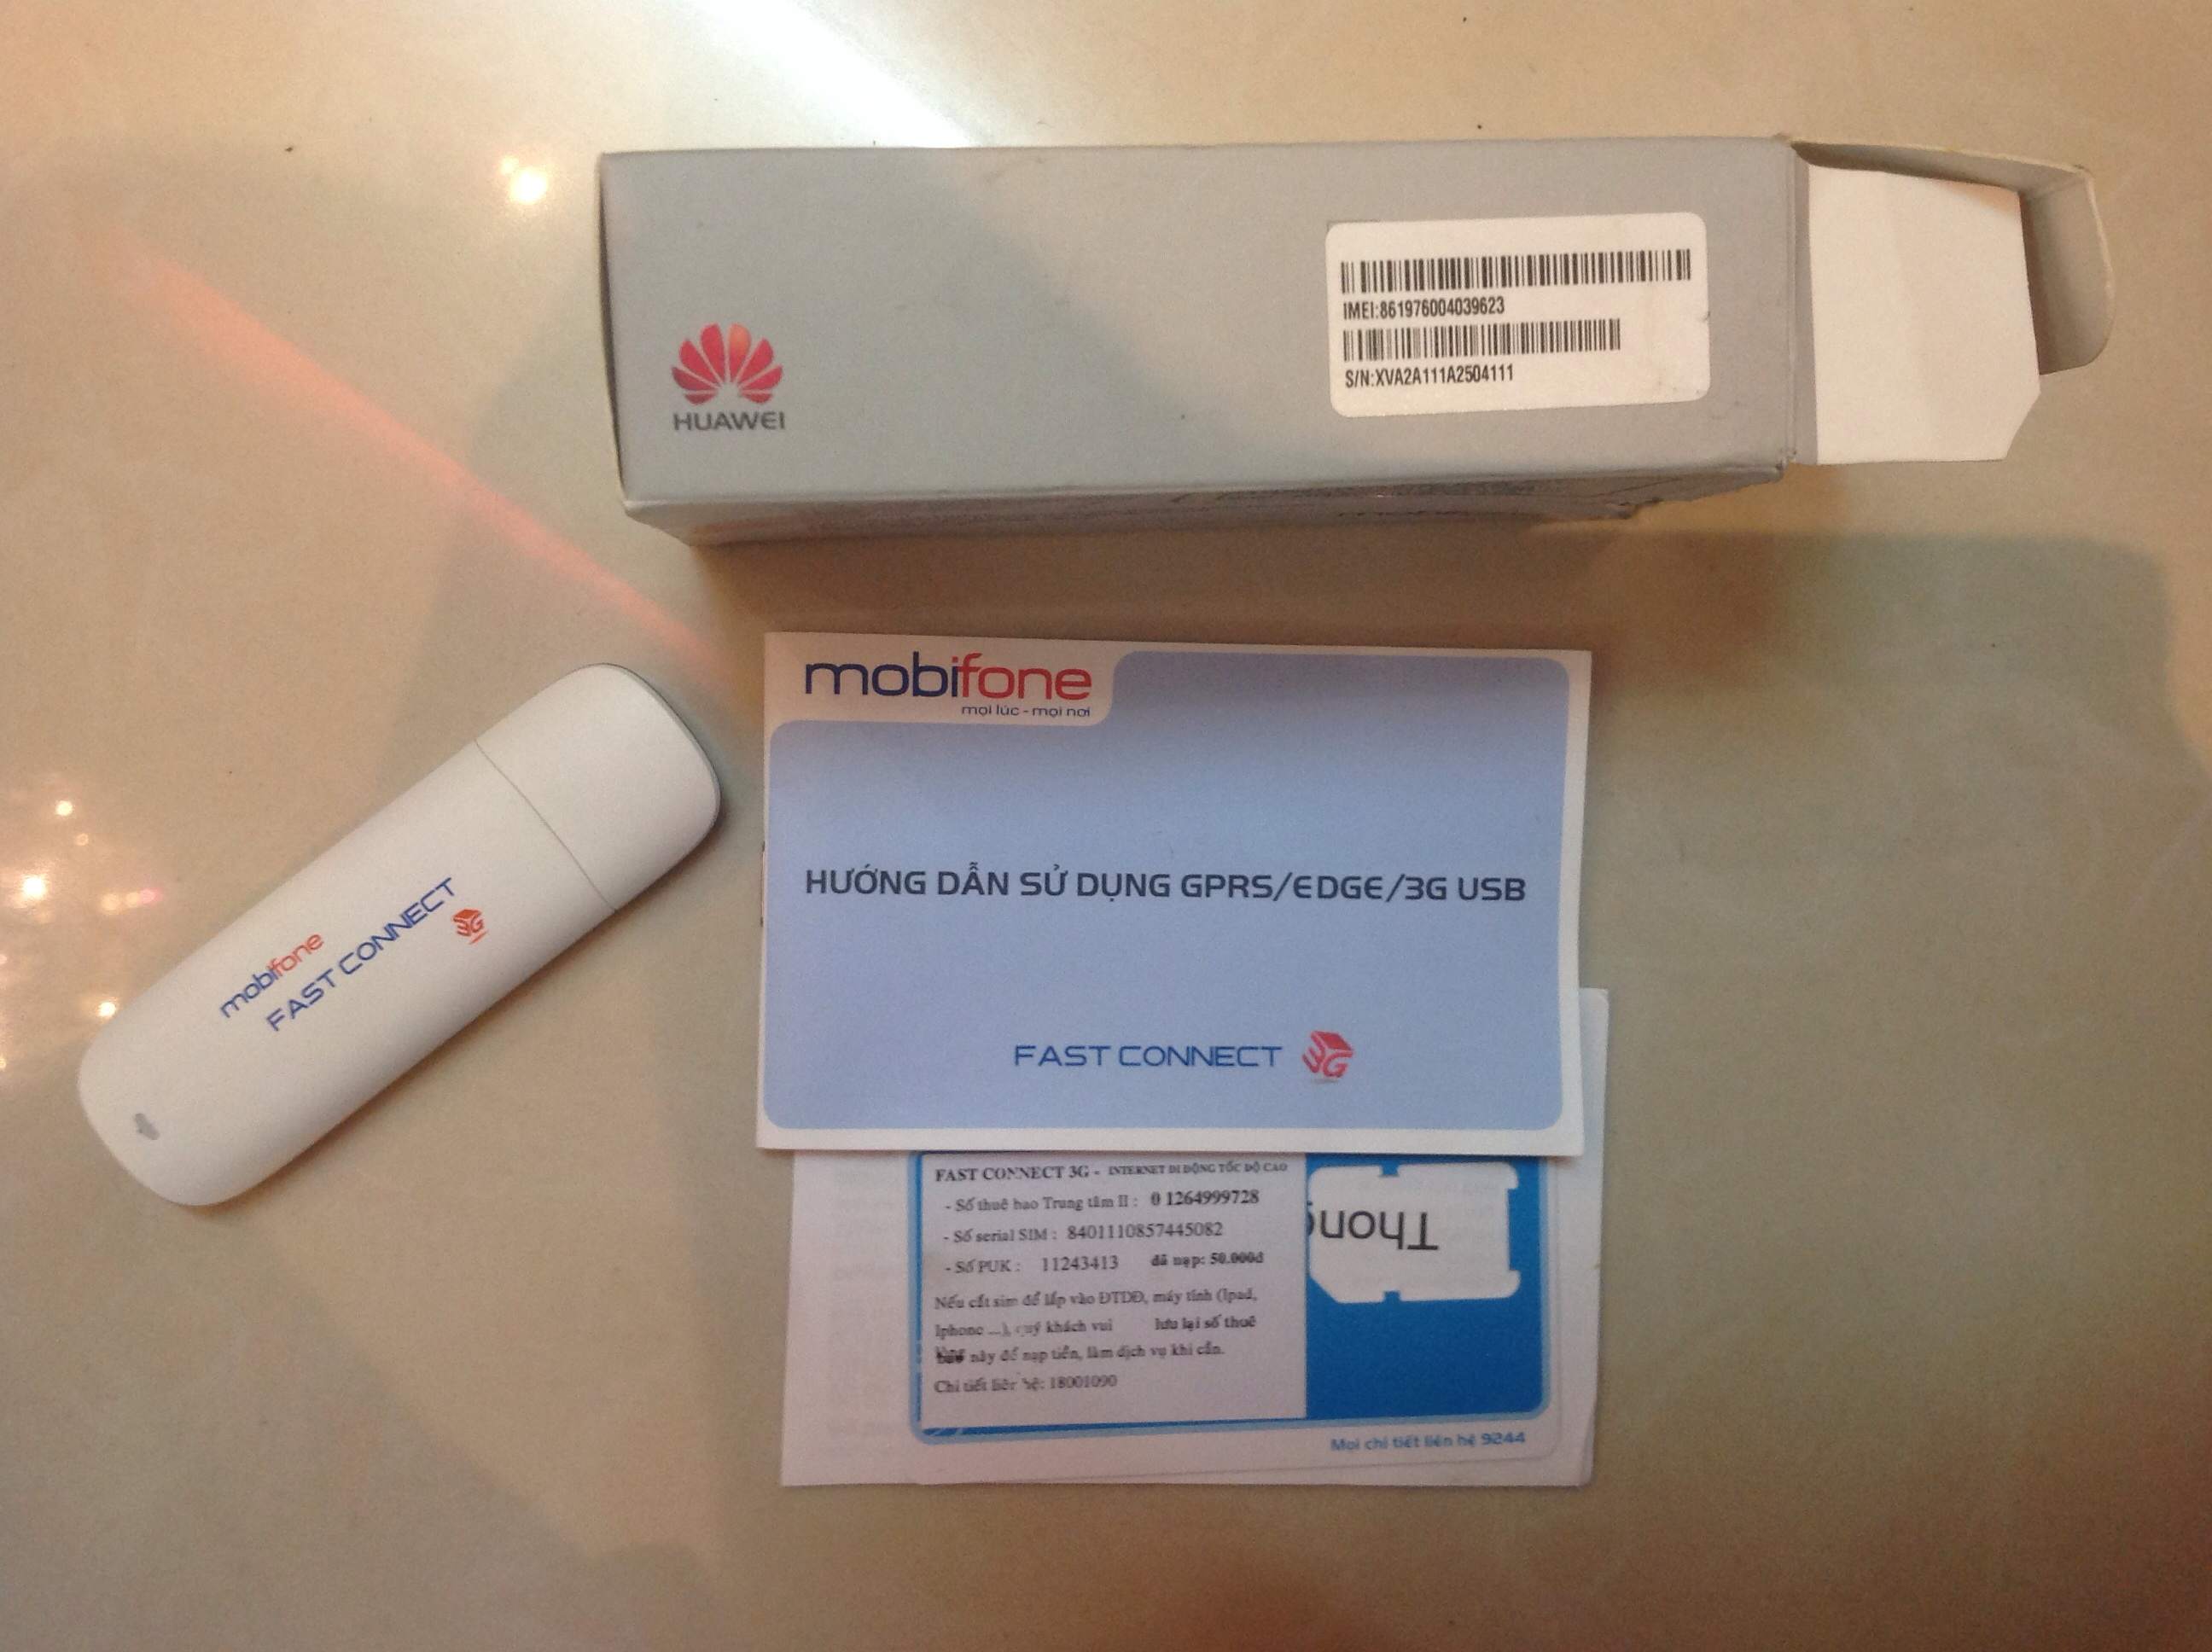 HUAWEI
IMEI:861976004039623
S/N:XVA2A111A2504111
mobifone
mọi lúc - mọi nơi
HƯỚNG DẪN SỬ DỤNG GPRS/EDGE/3G USB
FAST CONNECT 3G
mobifone
FAST CONNECT 3G
FAST CONNECT 3G - INTERNET DI ĐỘNG TỐC ĐỘ CAO
- Số thuê bao Trung tâm II : 0 1264999728
- Số serial SIM : 8401110857445082
- Số PUK : 11243413 đã nạp: 50.000đ
Nếu cắt sim để lắp vào ĐTDĐ, máy tính (Ipad,
Iphone ...), quý khách vui lưu lại số thuê
này để nạp tiền, làm dịch vụ khi cần.
Chi tiết liên hệ: 18001090
Thong
Mọi chi tiết liên hệ 9244